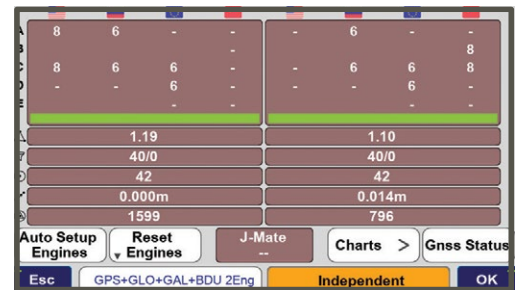 A 8 6 - - - 6 - -
B - 8
C 8 6 6 - - 6 6 8
D - - 6 - - - 6 -
E - - - -
1.19 1.10
40/0 40/0
42 42
0.000m 0.014m
1599 796
Auto Setup Engines Reset Engines J-Mate -- Charts > Gnss Status
Esc GPS+GLO+GAL+BDU 2Eng Independent OK